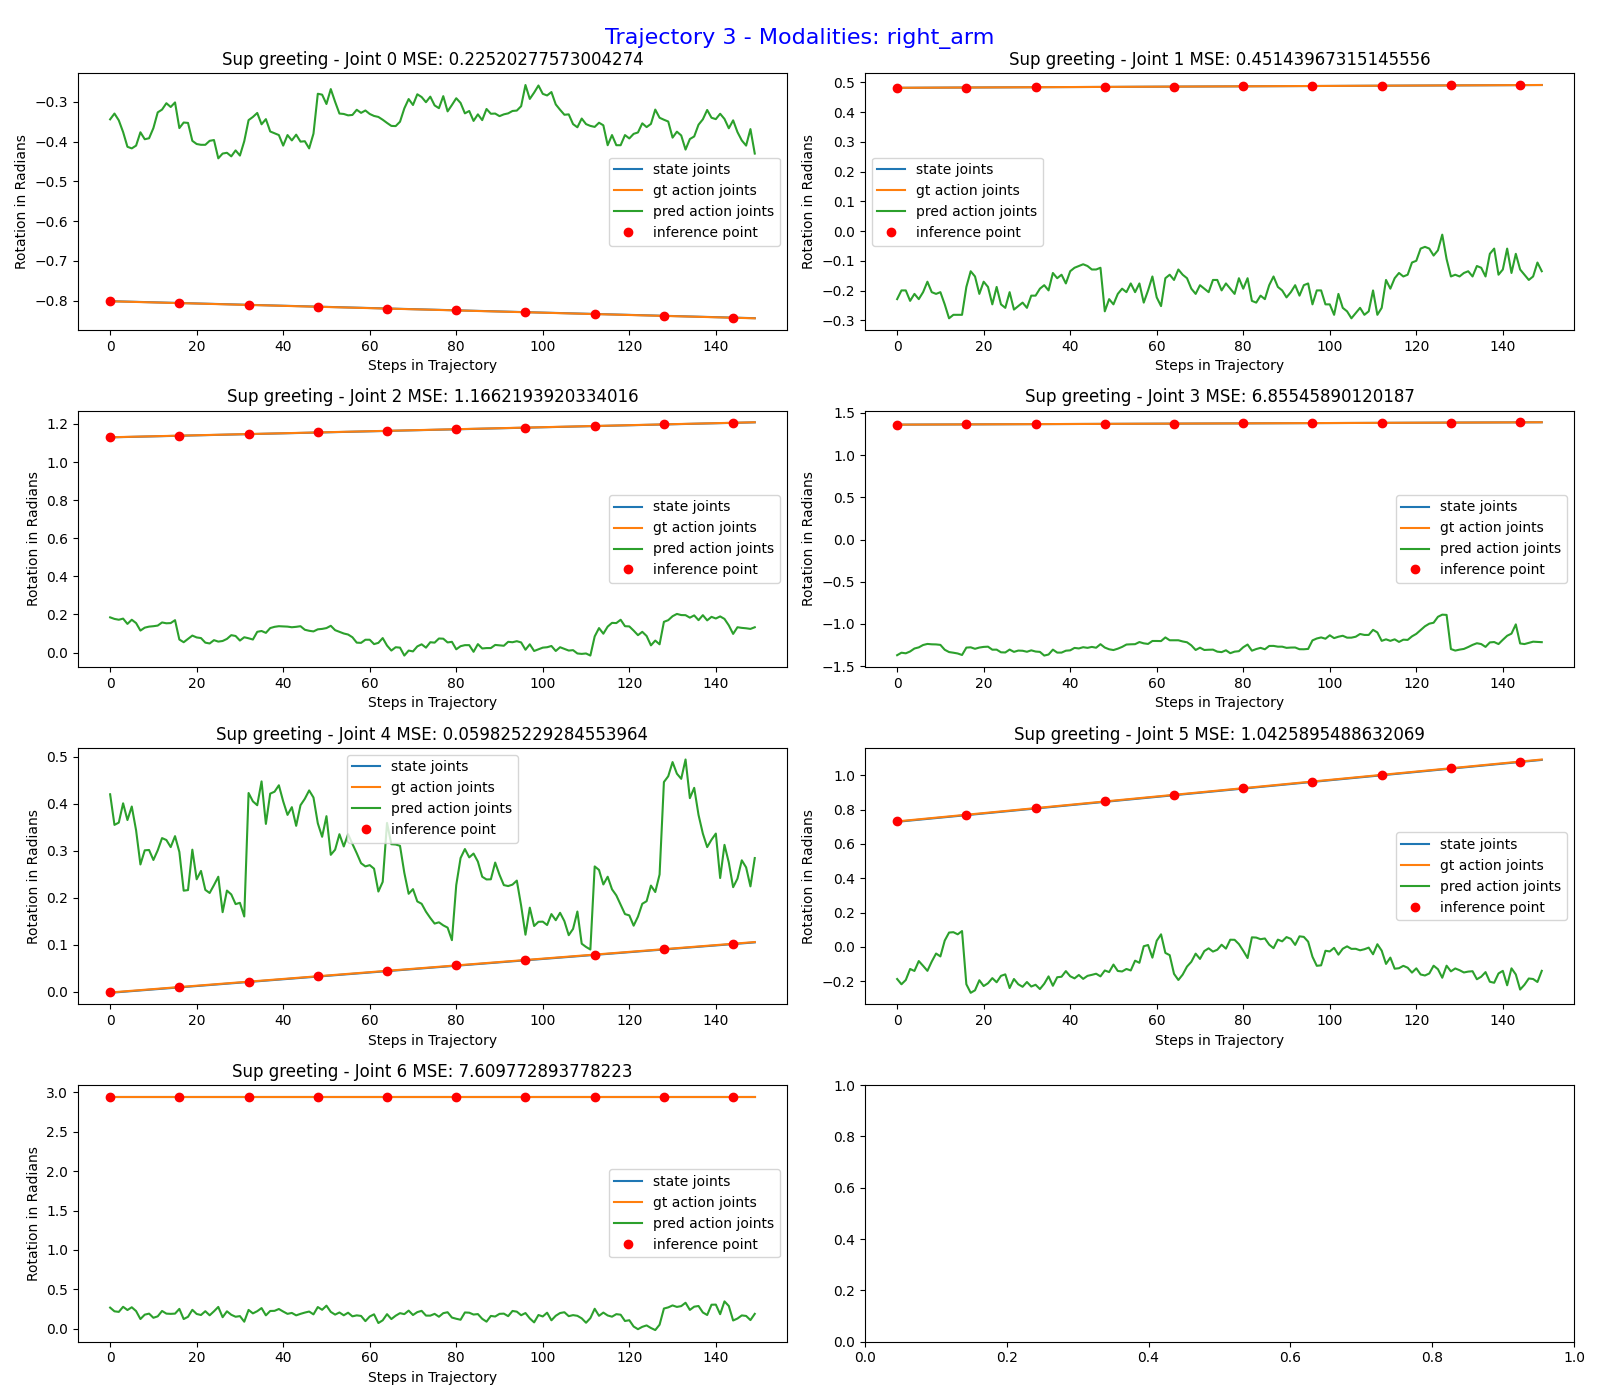 Trajectory 3 - Modalities: right_arm
Sup greeting - Joint 0 MSE: 0.22520277573004274
−0.3
−0.4
−0.5
−0.6
−0.7
−0.8
Rotation in Radians
state joints
gt action joints
pred action joints
inference point
0 20 40 60 80 100 120 140
Steps in Trajectory
Sup greeting - Joint 1 MSE: 0.45143967315145556
0.5
0.4
0.3
0.2
0.1
0.0
−0.1
−0.2
−0.3
Rotation in Radians
state joints
gt action joints
pred action joints
inference point
0 20 40 60 80 100 120 140
Steps in Trajectory
Sup greeting - Joint 2 MSE: 1.1662193920334016
1.2
1.0
0.8
0.6
0.4
0.2
0.0
Rotation in Radians
state joints
gt action joints
pred action joints
inference point
0 20 40 60 80 100 120 140
Steps in Trajectory
Sup greeting - Joint 3 MSE: 6.85545890120187
1.5
1.0
0.5
0.0
−0.5
−1.0
−1.5
Rotation in Radians
state joints
gt action joints
pred action joints
inference point
0 20 40 60 80 100 120 140
Steps in Trajectory
Sup greeting - Joint 4 MSE: 0.059825229284553964
0.5
0.4
0.3
0.2
0.1
0.0
Rotation in Radians
state joints
gt action joints
pred action joints
inference point
0 20 40 60 80 100 120 140
Steps in Trajectory
Sup greeting - Joint 5 MSE: 1.0425895488632069
1.0
0.8
0.6
0.4
0.2
0.0
−0.2
Rotation in Radians
state joints
gt action joints
pred action joints
inference point
0 20 40 60 80 100 120 140
Steps in Trajectory
Sup greeting - Joint 6 MSE: 7.609772893778223
3.0
2.5
2.0
1.5
1.0
0.5
0.0
Rotation in Radians
state joints
gt action joints
pred action joints
inference point
0 20 40 60 80 100 120 140
Steps in Trajectory
1.0
0.8
0.6
0.4
0.2
0.0
0.0 0.2 0.4 0.6 0.8 1.0